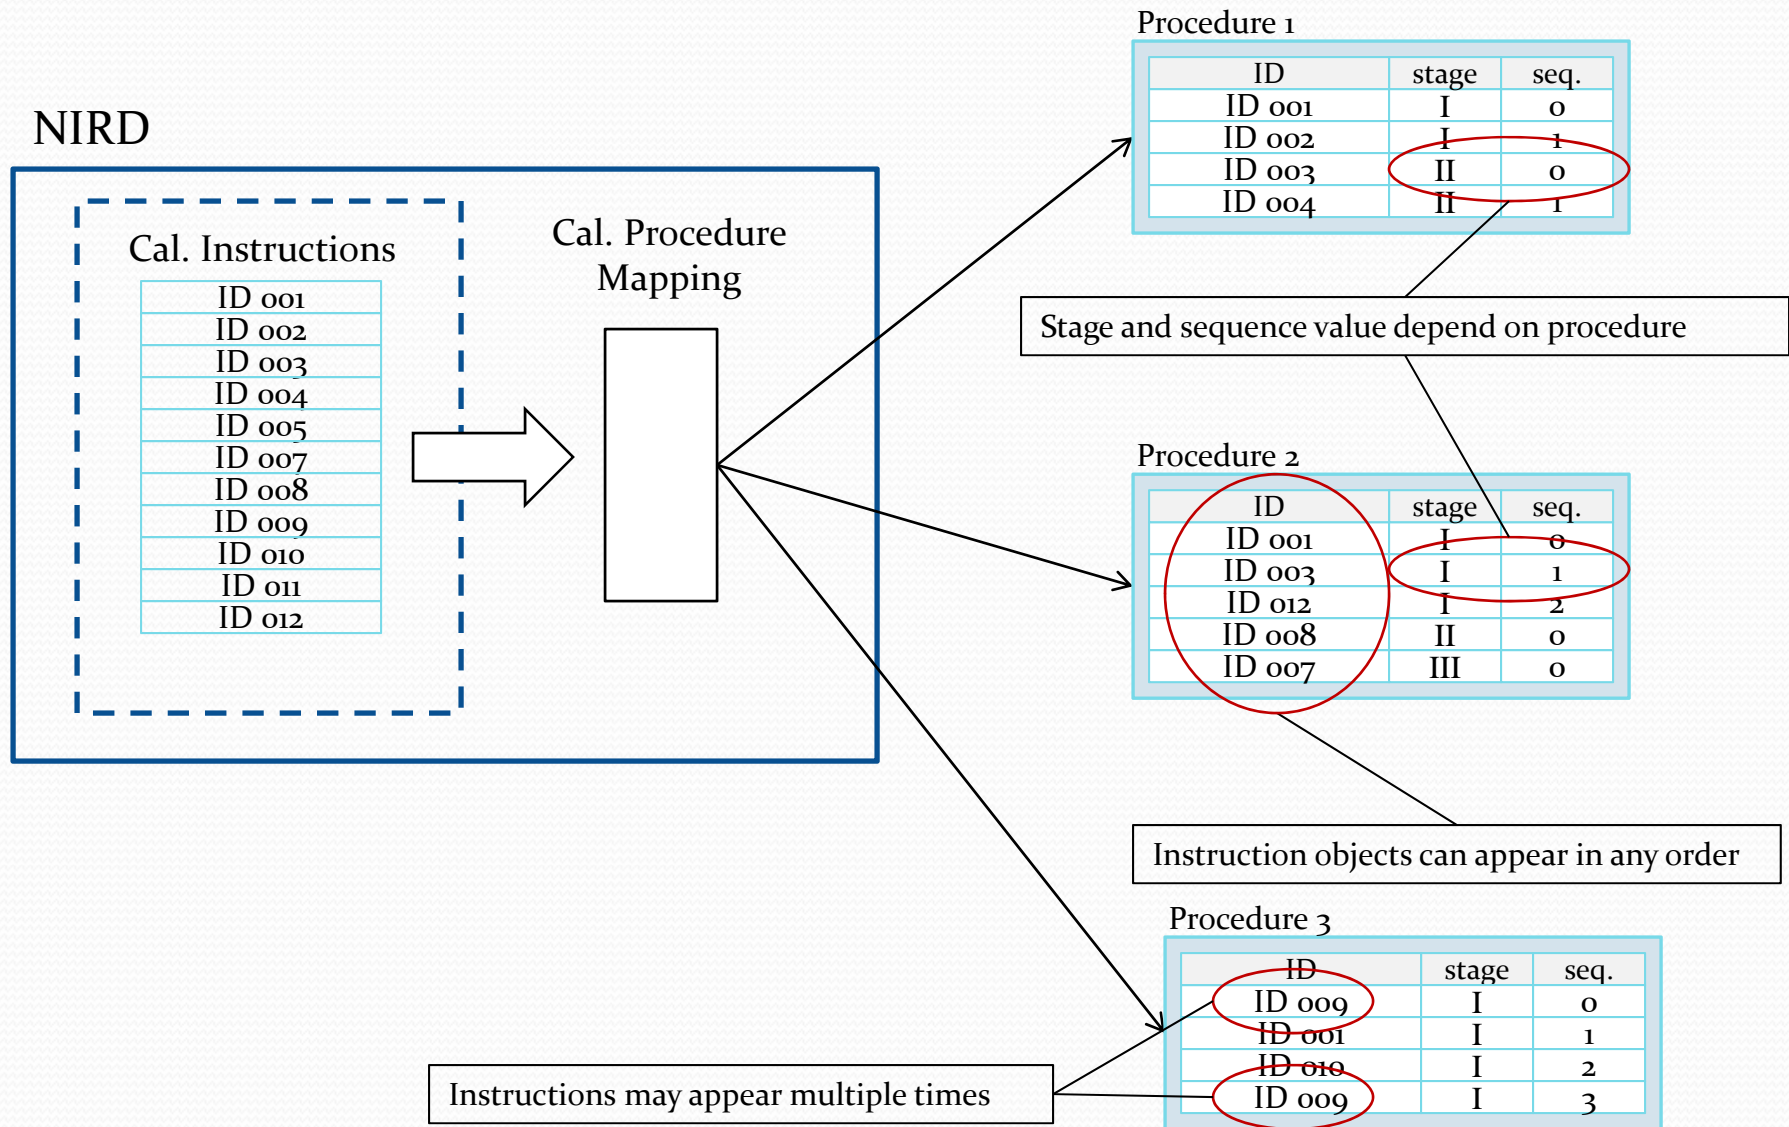 NIRD
Cal. Instructions
ID 001
ID 002
ID 003
ID 004
ID 005
ID 007
ID 008
ID 009
ID 010
ID 011
ID 012
Cal. Procedure
Mapping
Procedure 1
ID stage seq.
ID 001 I 0
ID 002 I 1
ID 003 II 0
ID 004 II 1
Stage and sequence value depend on procedure
Procedure 2
ID stage seq.
ID 001 I 0
ID 003 I 1
ID 012 I 2
ID 008 II 0
ID 007 III 0
Instruction objects can appear in any order
Procedure 3
ID stage seq.
ID 009 I 0
ID 001 I 1
ID 010 I 2
ID 009 I 3
Instructions may appear multiple times